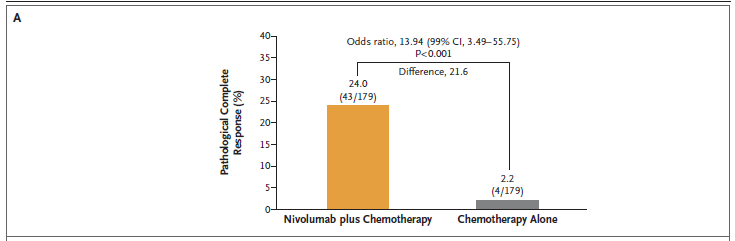 A
Odds ratio, 13.94 (99% CI, 3.49–55.75)
P<0.001
Difference, 21.6
Pathological Complete
Response (%)
40
35
30
25
20
15
10
5
0
24.0
(43/179)
2.2
(4/179)
Nivolumab plus Chemotherapy
Chemotherapy Alone